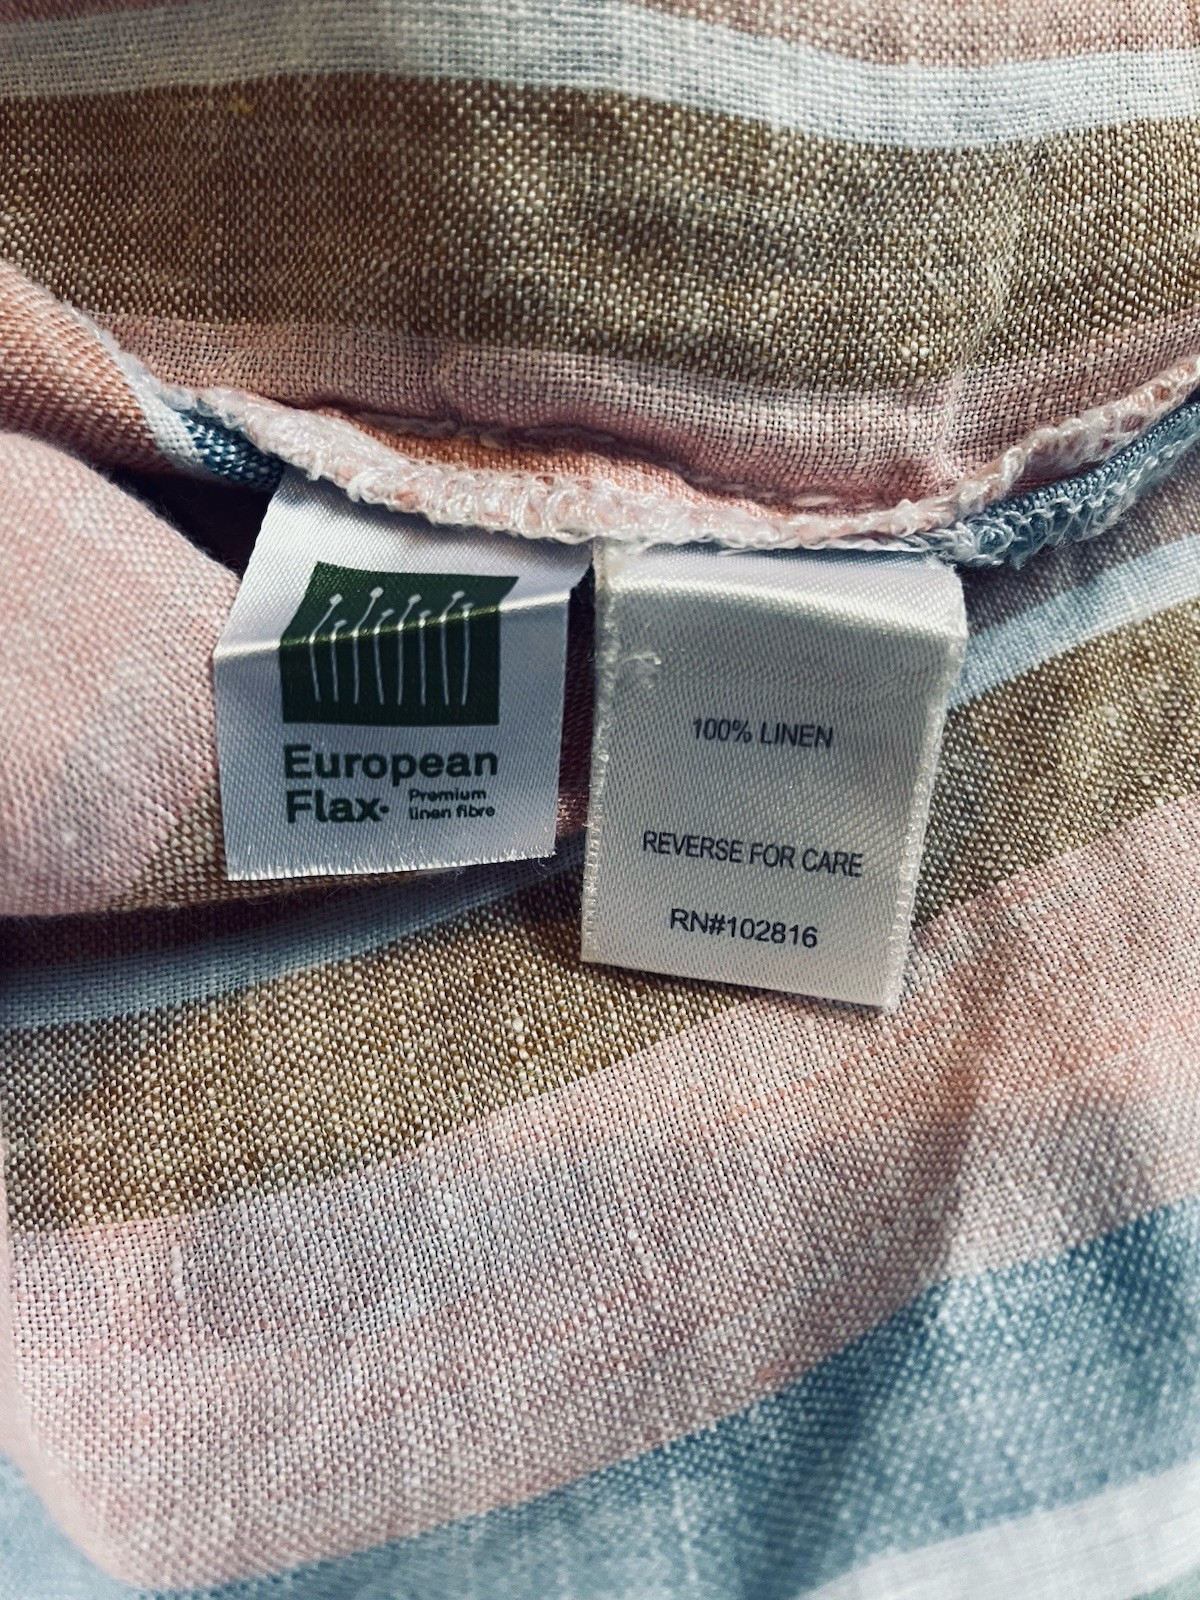 European
Flax®
Premium
linen fibre
100% LINEN
REVERSE FOR CARE
RN#102816